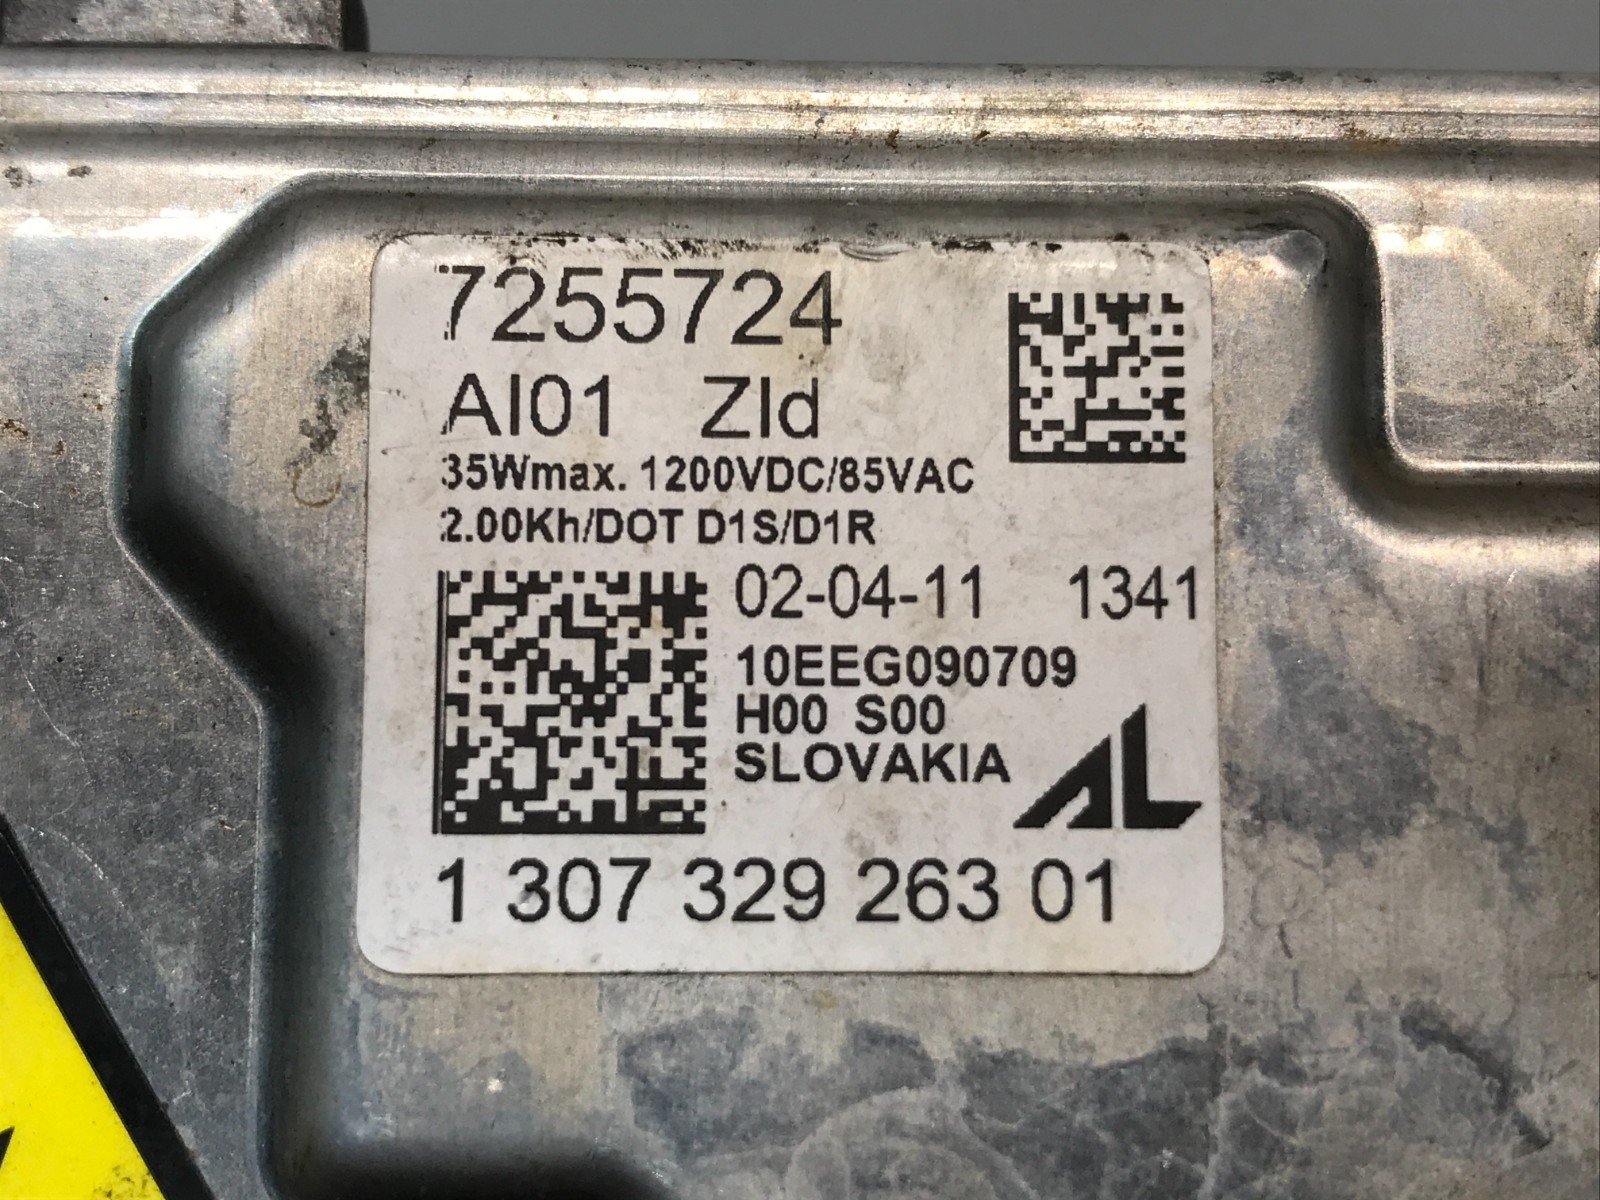 7255724
AI01 ZId
35Wmax. 1200VDC/85VAC
2.00Kh/DOT D1S/D1R
02-04-11 1341
10EEG090709
H00 S00
SLOVAKIA
AL
1 307 329 263 01